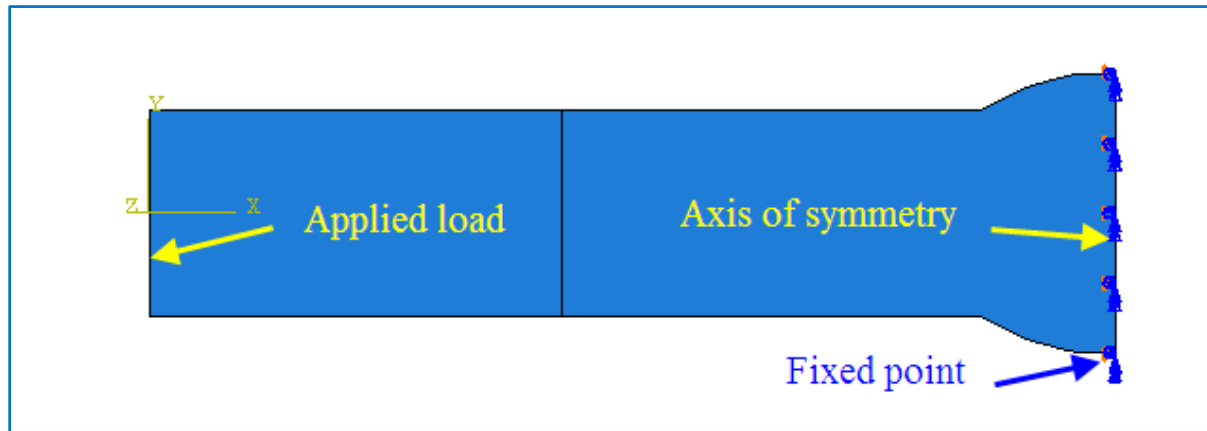 Y
Z X
Applied load
Axis of symmetry
Fixed point